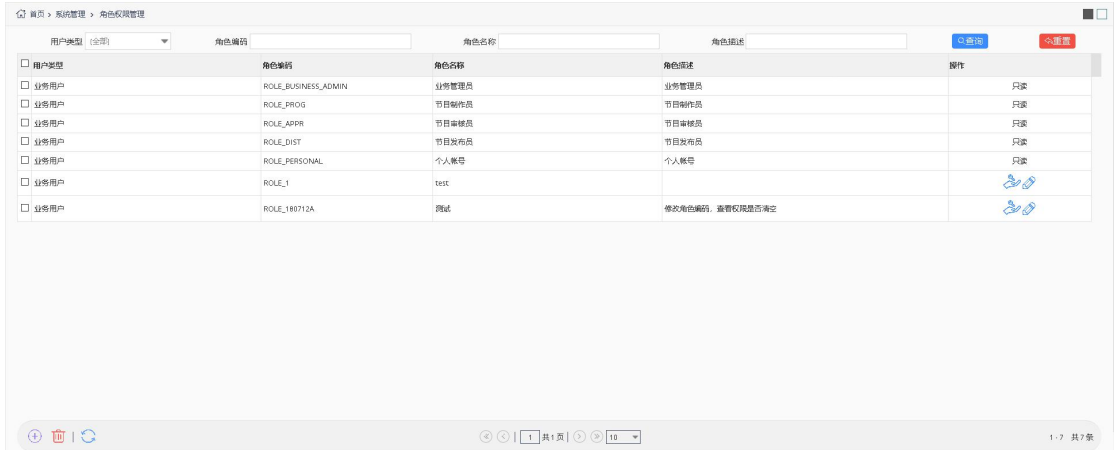 首页 › 系统管理 › 角色权限管理
用户类型 (全部) 角色编码 角色名称 角色描述 查询 重置
用户类型 角色编码 角色名称 角色描述 操作
业务用户 ROLE_BUSINESS_ADMIN 业务管理员 业务管理员 只读
业务用户 ROLE_PROG 节目制作员 节目制作员 只读
业务用户 ROLE_APPR 节目审核员 节目审核员 只读
业务用户 ROLE_DIST 节目发布员 节目发布员 只读
业务用户 ROLE_PERSONAL 个人帐号 个人帐号 只读
业务用户 ROLE_1 test
业务用户 ROLE_180712A 测试 修改角色编码，查看权限是否清空
1 共1页 10 1 - 7 共7条